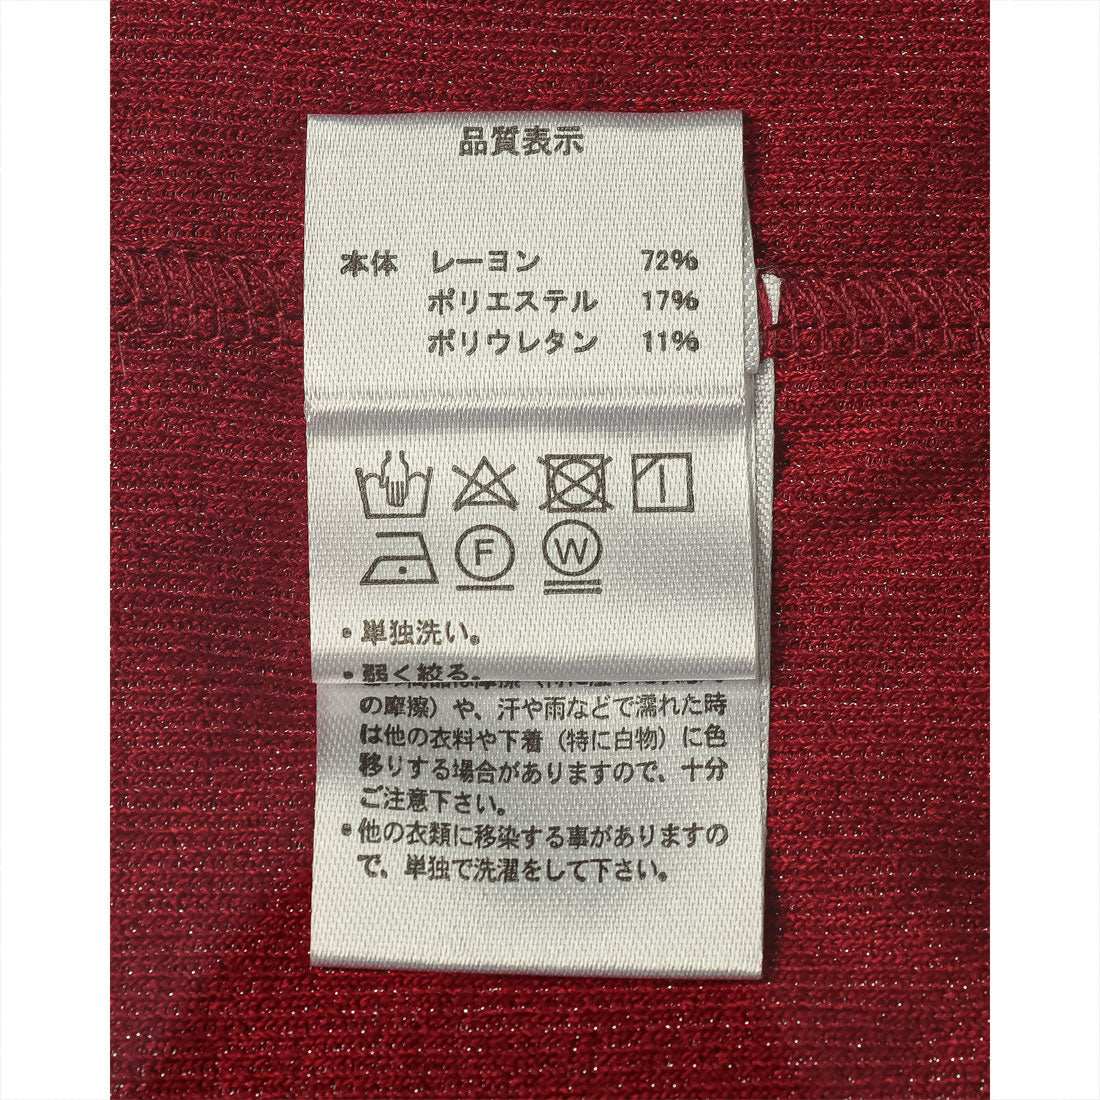 品質表示
本体 レーヨン 72%
ポリエステル 17%
ポリウレタン 11%
F W
・単独洗い。
・弱く絞る。
の摩擦）や、汗や雨などで濡れた時
は他の衣料や下着（特に白物）に色
移りする場合がありますので、十分
ご注意下さい。
・他の衣類に移染する事がありますの
で、単独で洗濯をして下さい。